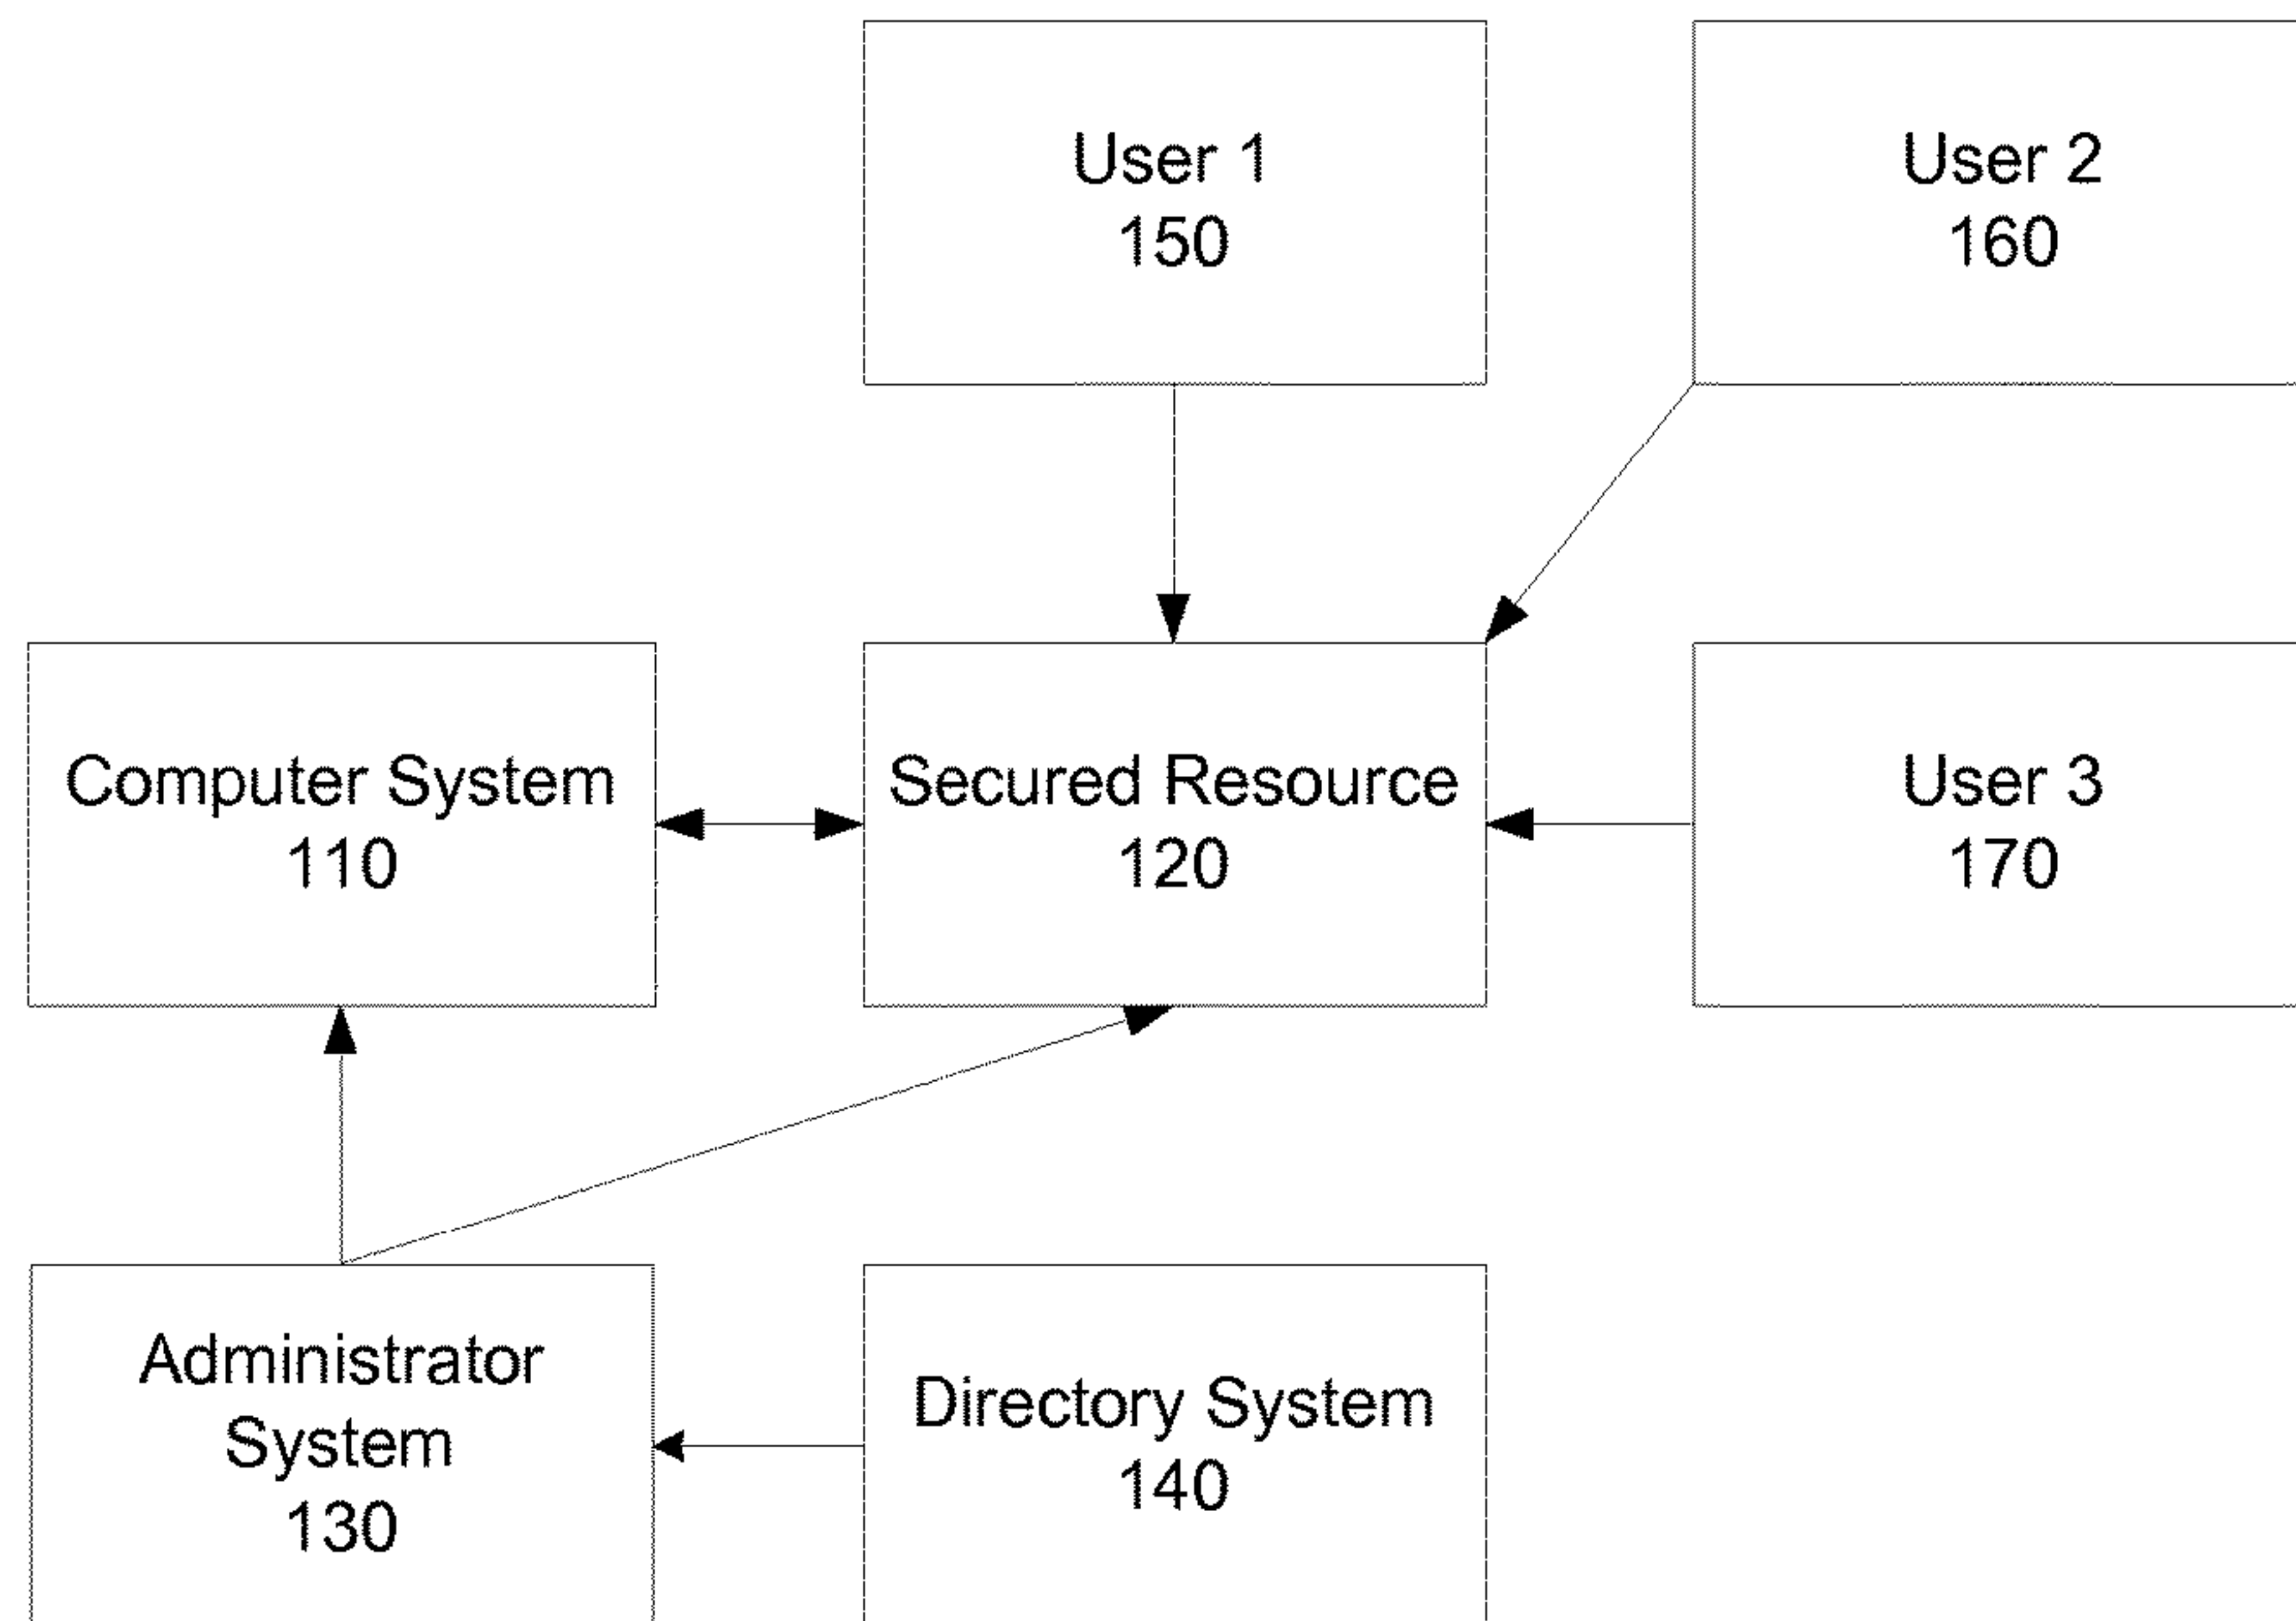 User 1
150
User 2
160
Computer System
110
Secured Resource
120
User 3
170
Administrator
System
130
Directory System
140